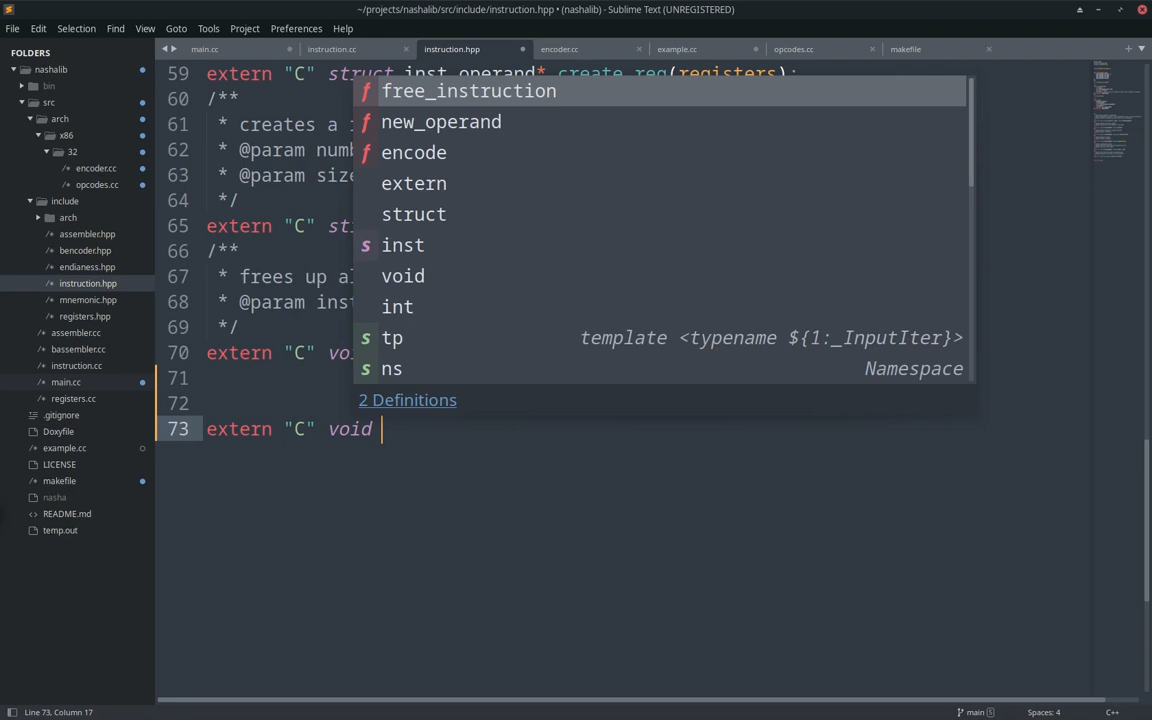 ~/projects/nashalib/src/include/instruction.hpp • (nashalib) - Sublime Text (UNREGISTERED)
File Edit Selection Find View Goto Tools Project Preferences Help
FOLDERS
nashalib
bin
src
arch
x86
32
/* encoder.cc
/* opcodes.cc
include
arch
/* assembler.hpp
/* bencoder.hpp
/* endianess.hpp
/* instruction.hpp
/* mnemonic.hpp
/* registers.hpp
/* assembler.cc
/* bassembler.cc
/* instruction.cc
/* main.cc
/* registers.cc
.gitignore
Doxyfile
/* example.cc
LICENSE
/* makefile
nasha
<> README.md
temp.out
main.cc instruction.cc instruction.hpp encoder.cc example.cc opcodes.cc makefile
59 extern "C" struct inst_operand* create_reg(registers);
60 /**
61 * creates a
62 * @param num
63 * @param size
64 */
65 extern "C" st
66 /**
67 * frees up al
68 * @param inst
69 */
70 extern "C" voi
71
72
73 extern "C" void
f free_instruction
f new_operand
f encode
extern
struct
s inst
void
int
s tp template <typename ${1:_InputIter}>
s ns Namespace
2 Definitions
Line 73, Column 17 main 5 Spaces: 4 C++